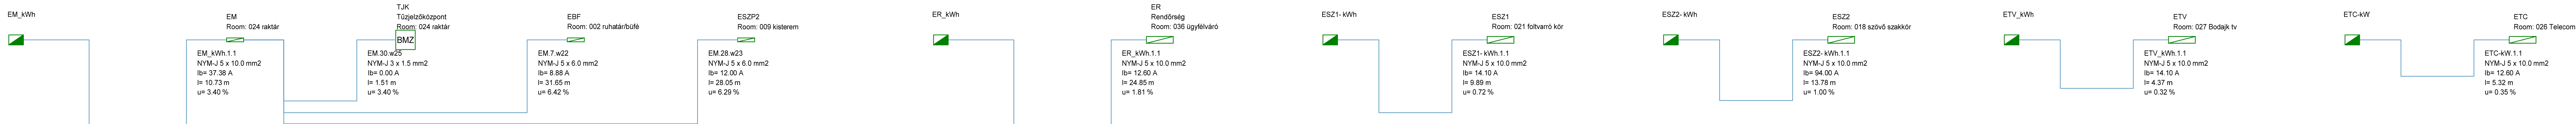 EM_kWh
EM
Room: 024 raktár
EM_kWh.1.1
NYM-J 5 x 10.0 mm2
Ib= 37.38 A
l= 10.73 m
u= 3.40 %
TJK
Tűzjelzőközpont
Room: 024 raktár
BMZ
EM.30.w25
NYM-J 3 x 1.5 mm2
Ib= 0.00 A
l= 1.51 m
u= 3.40 %
EBF
Room: 002 ruhatár/büfé
EM.7.w22
NYM-J 5 x 6.0 mm2
Ib= 8.88 A
l= 31.65 m
u= 6.42 %
ESZP2
Room: 009 kisterem
EM.28.w23
NYM-J 5 x 6.0 mm2
Ib= 12.00 A
l= 28.05 m
u= 6.29 %
ER_kWh
ER
Rendőrség
Room: 036 ügyfélváró
ER_kWh.1.1
NYM-J 5 x 10.0 mm2
Ib= 12.60 A
l= 24.85 m
u= 1.81 %
ESZ1- kWh
ESZ1
Room: 021 foltvarró kör
ESZ1- kWh.1.1
NYM-J 5 x 10.0 mm2
Ib= 14.10 A
l= 9.89 m
u= 0.72 %
ESZ2- kWh
ESZ2
Room: 018 szövő szakkör
ESZ2- kWh.1.1
NYM-J 5 x 10.0 mm2
Ib= 94.00 A
l= 13.78 m
u= 1.00 %
ETV_kWh
ETV
Room: 027 Bodajk tv
ETV_kWh.1.1
NYM-J 5 x 10.0 mm2
Ib= 14.10 A
l= 4.37 m
u= 0.32 %
ETC-kW
ETC
Room: 026 Telecom
ETC-kW.1.1
NYM-J 5 x 10.0 mm2
Ib= 12.60 A
l= 5.32 m
u= 0.35 %